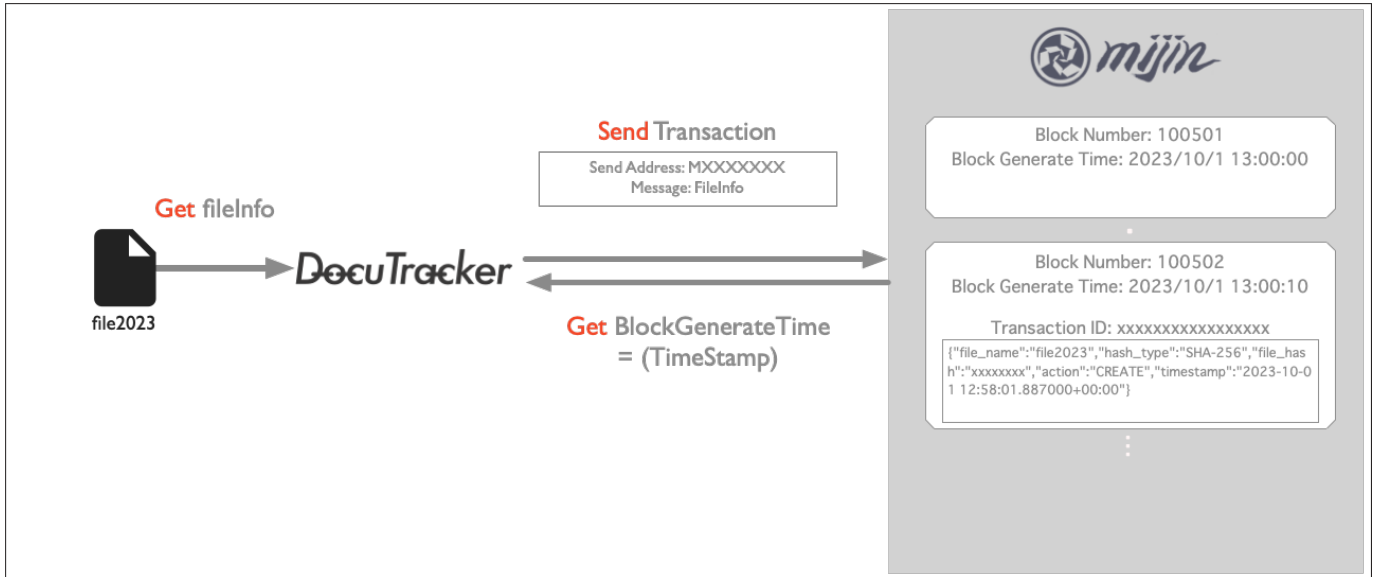 mijin
Block Number: 100501
Block Generate Time: 2023/10/1 13:00:00
Send Transaction
Send Address: MXXXXXXX
Message: FileInfo
Get fileInfo
file2023
DocuTracker
Get BlockGenerateTime
= (TimeStamp)
Block Number: 100502
Block Generate Time: 2023/10/1 13:00:10
Transaction ID: xxxxxxxxxxxxxxxxx
{"file_name":"file2023","hash_type":"SHA-256","file_has
h":"xxxxxxxx","action":"CREATE","timestamp":"2023-10-0
1 12:58:01.887000+00:00"}